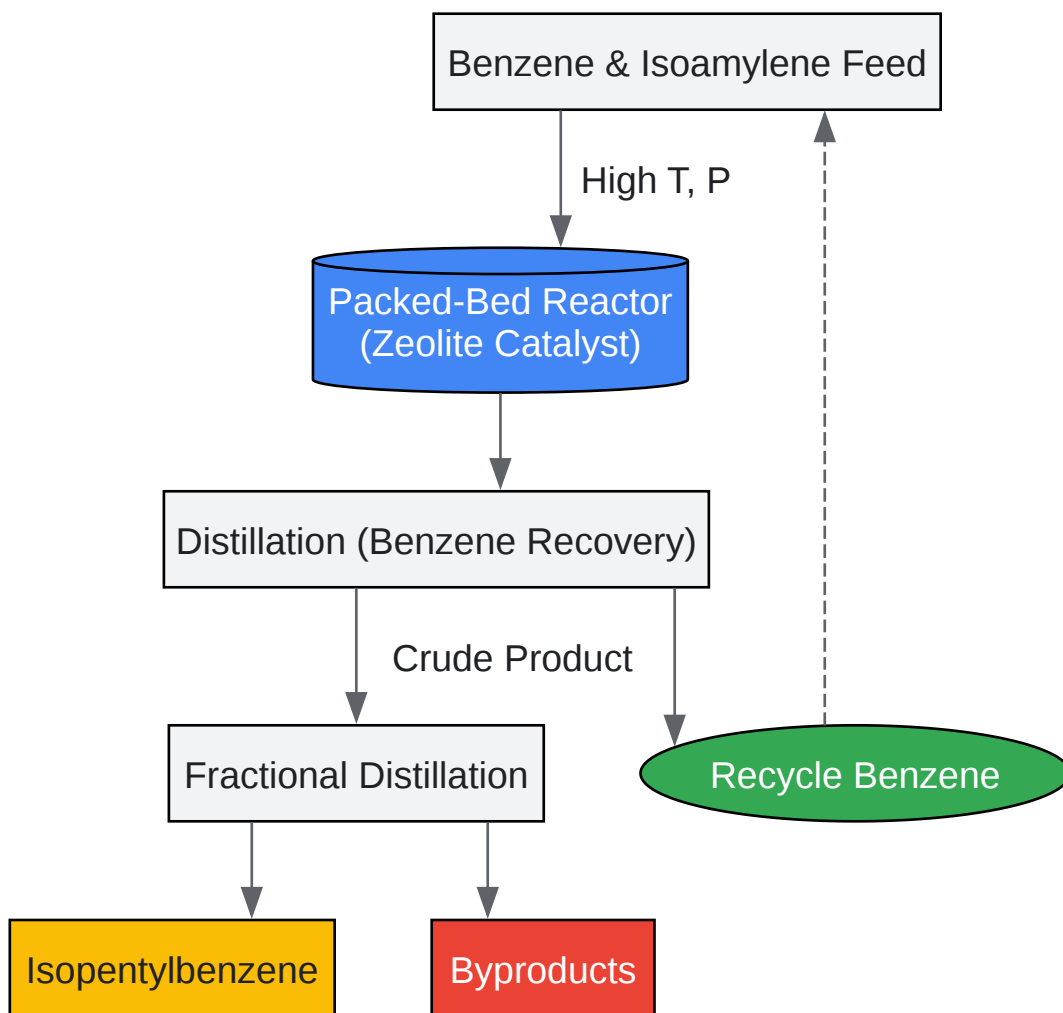 Benzene & Isoamylene Feed
High T, P
Packed-Bed Reactor
(Zeolite Catalyst)
Distillation (Benzene Recovery)
Crude Product
Fractional Distillation
Recycle Benzene
Isopentylbenzene
Byproducts